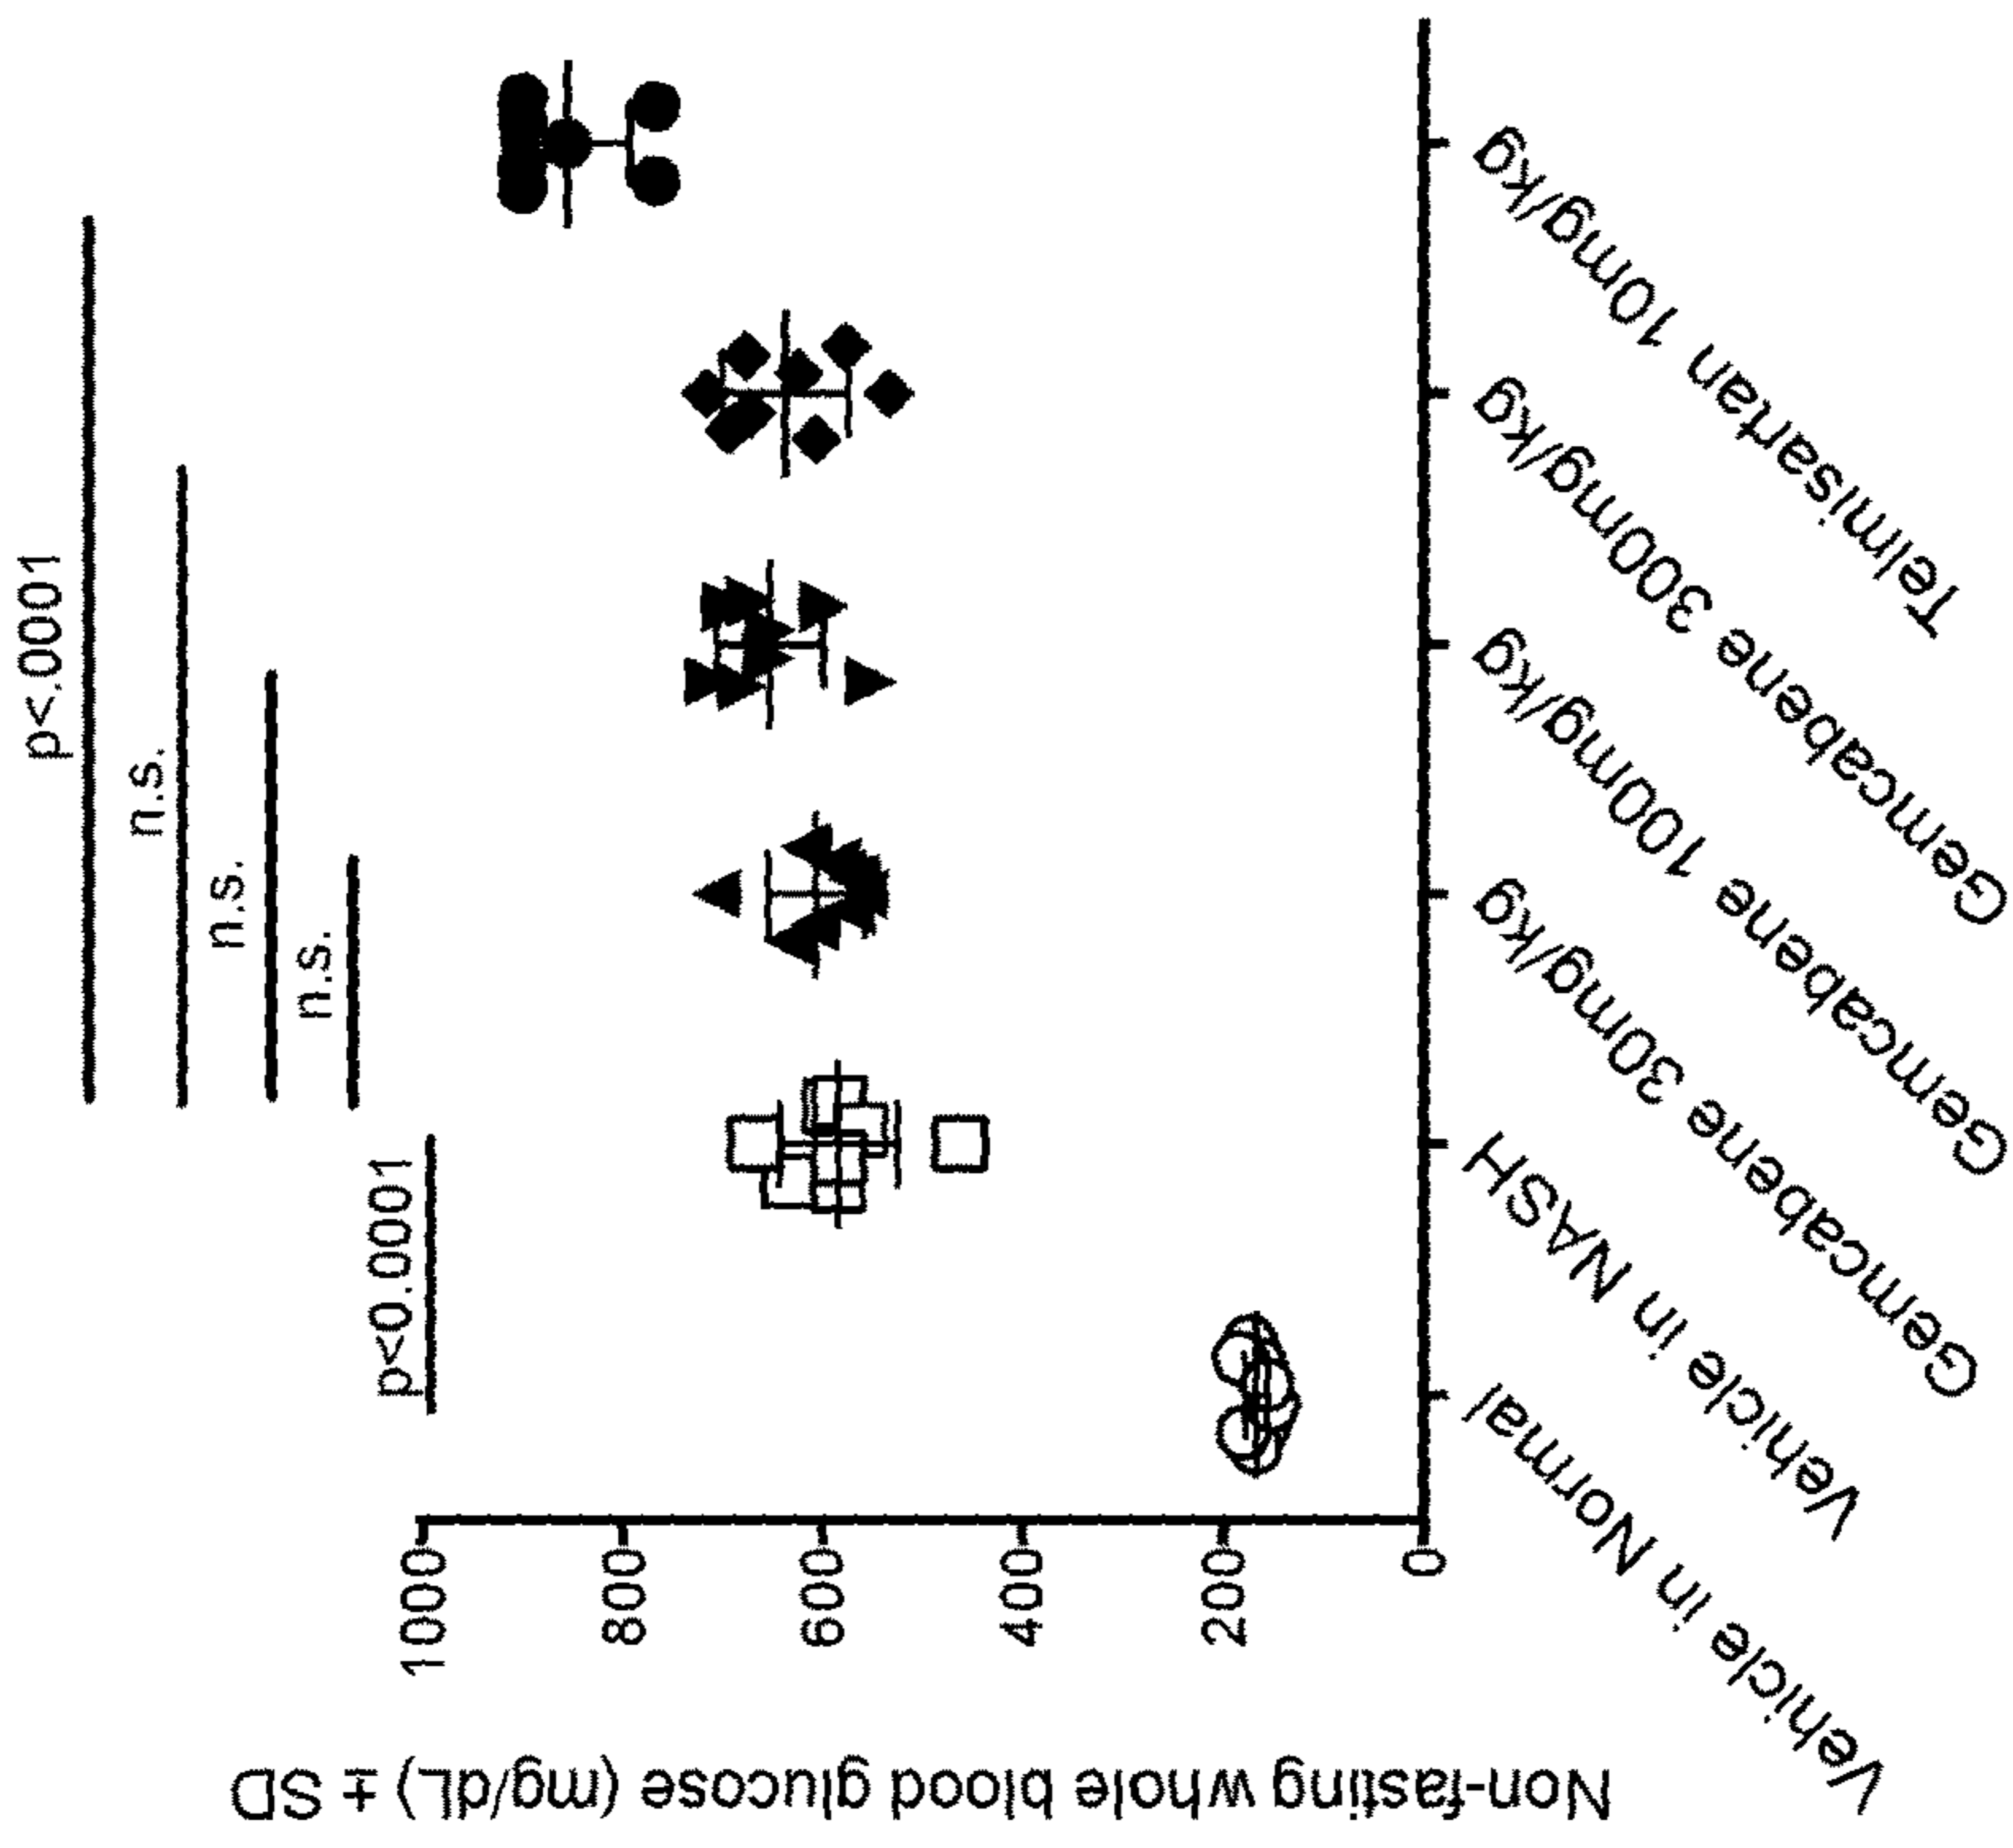 p<.0001
n.s.
n.s.
n.s.
p<0.0001
Non-fasting whole blood glucose (mg/dL) ± SD
1000
800
600
400
200
0
Vehicle in Normal
Vehicle in NASH
Gemcabene 30mg/kg
Gemcabene 100mg/kg
Gemcabene 300mg/kg
Telmisartan 10mg/kg